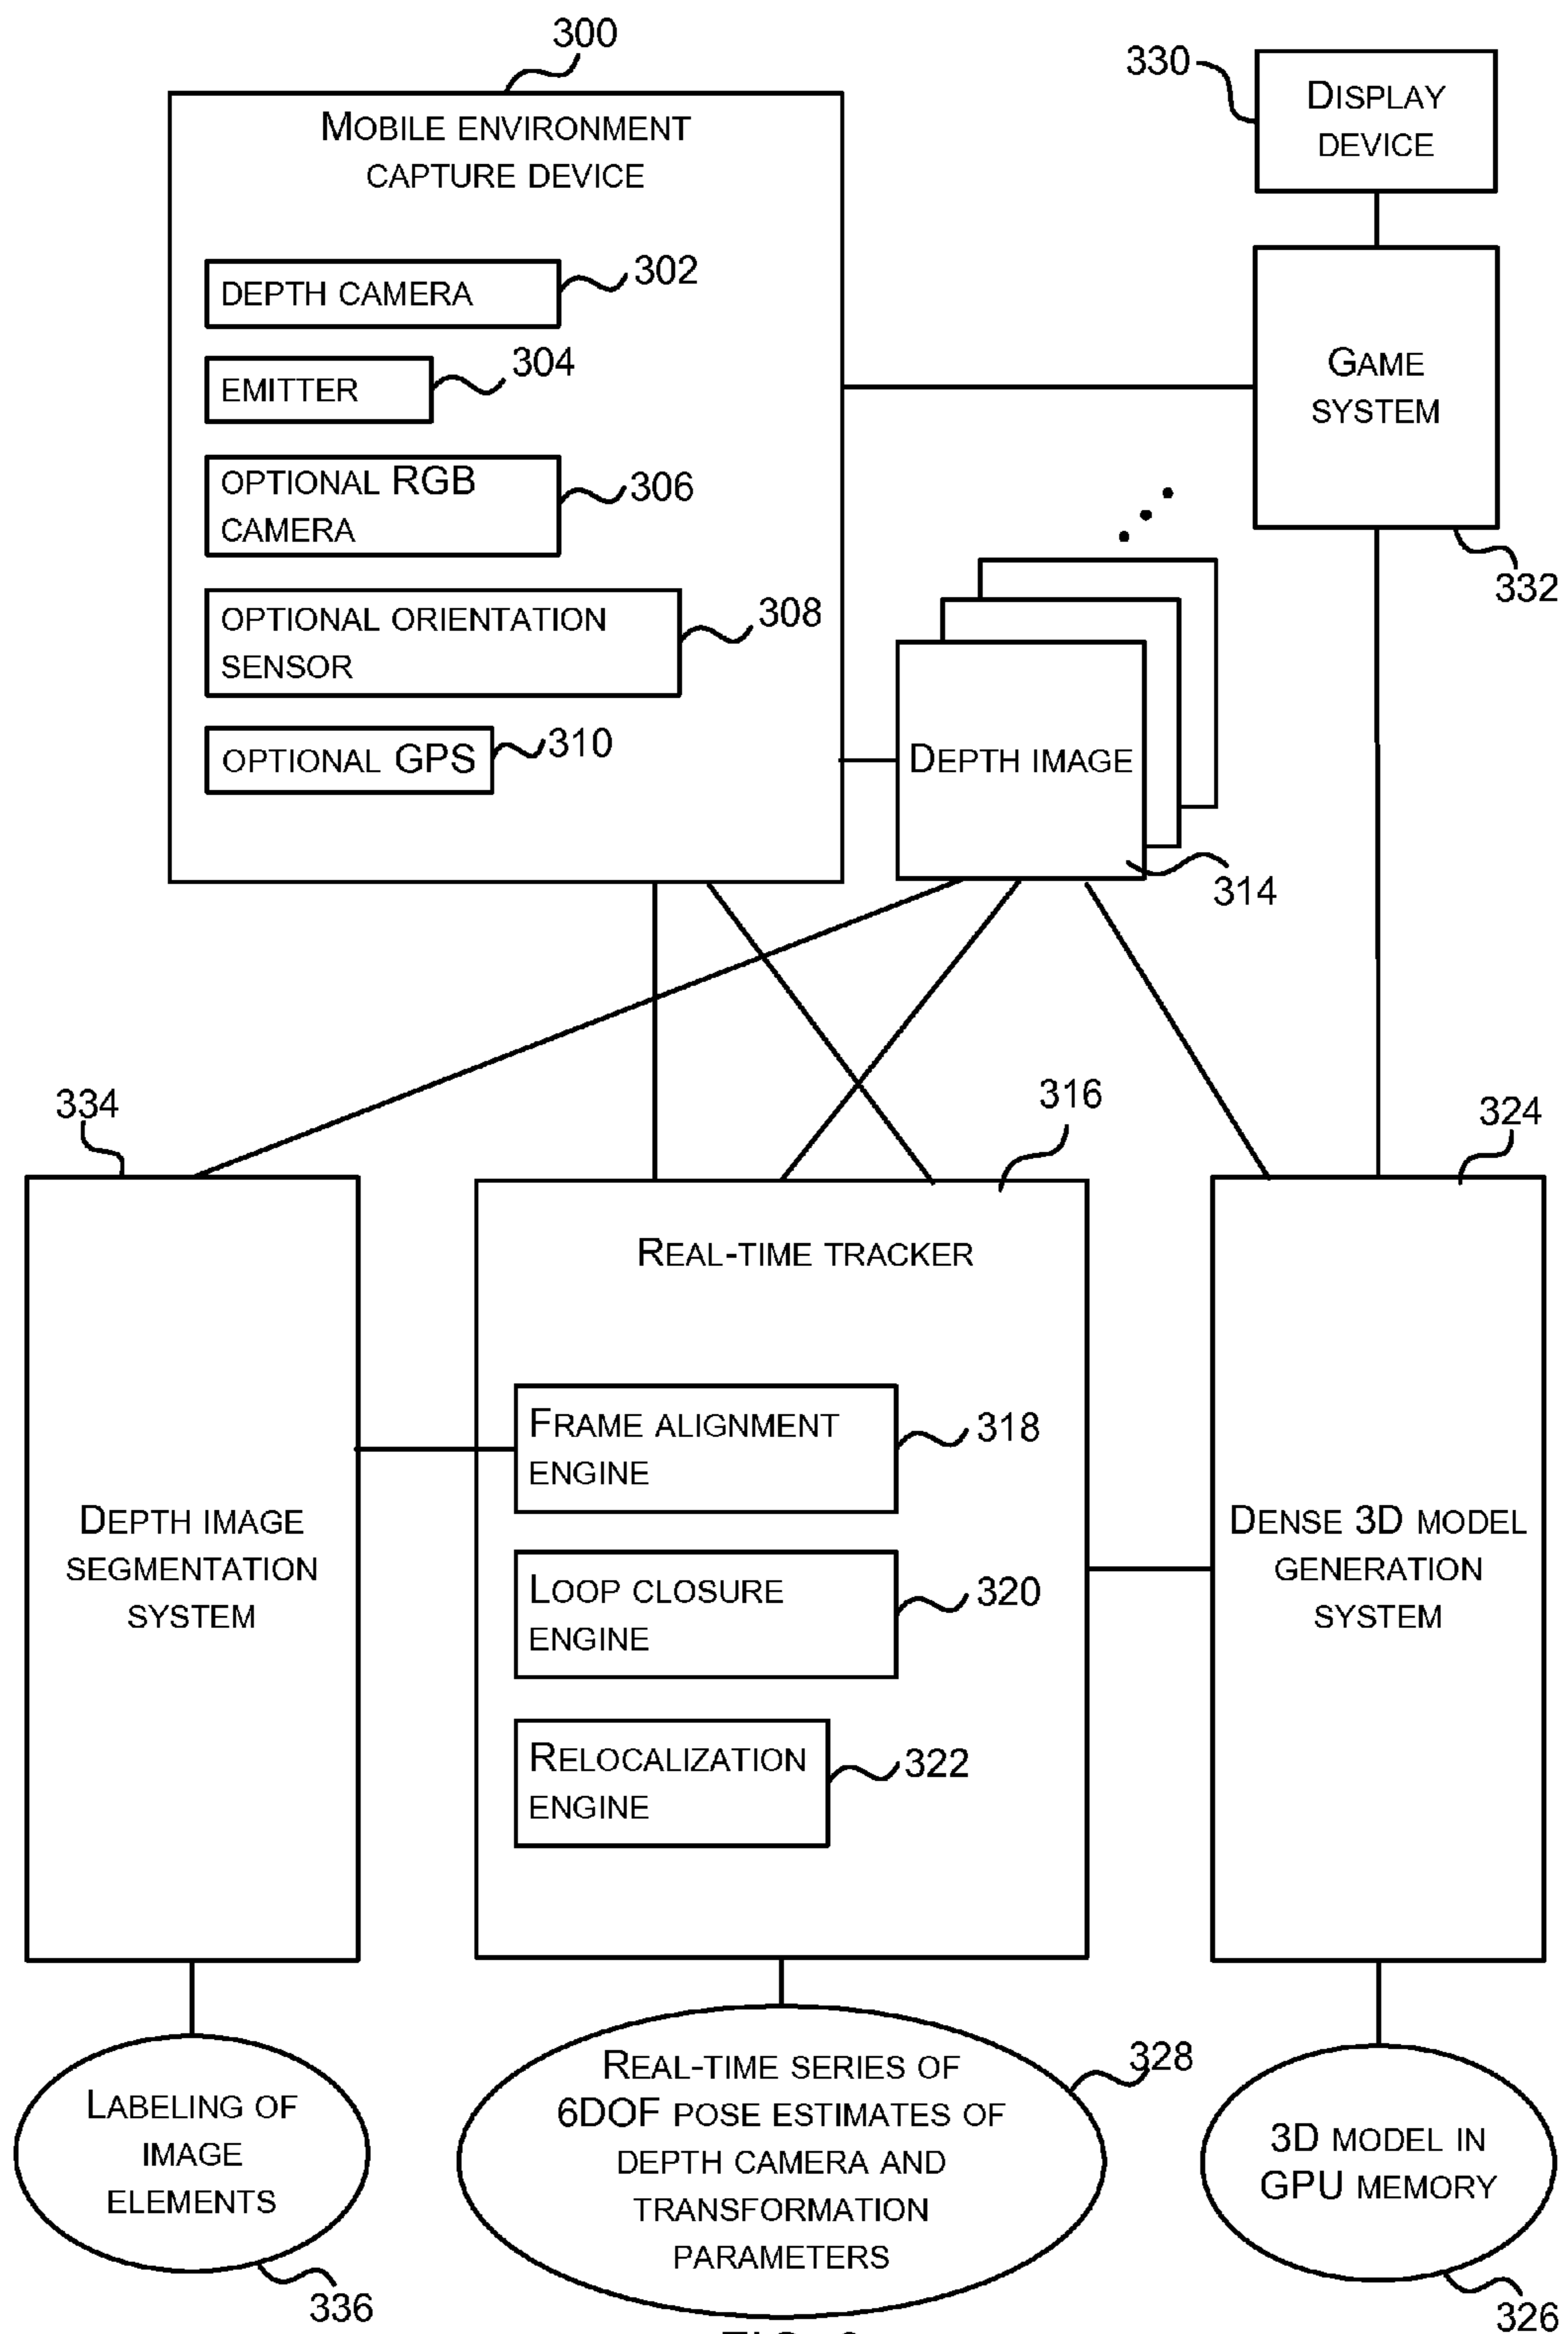 300
330
DISPLAY
DEVICE
MOBILE ENVIRONMENT
CAPTURE DEVICE
DEPTH CAMERA
302
EMITTER
304
GAME
SYSTEM
332
OPTIONAL RGB
CAMERA
306
OPTIONAL ORIENTATION
SENSOR
308
OPTIONAL GPS
310
DEPTH IMAGE
314
334
316
324
REAL-TIME TRACKER
FRAME ALIGNMENT
ENGINE
318
DEPTH IMAGE
SEGMENTATION
SYSTEM
LOOP CLOSURE
ENGINE
320
DENSE 3D MODEL
GENERATION
SYSTEM
RELOCALIZATION
ENGINE
322
LABELING OF
IMAGE
ELEMENTS
336
REAL-TIME SERIES OF
6DOF POSE ESTIMATES OF
DEPTH CAMERA AND
TRANSFORMATION
PARAMETERS
328
3D MODEL IN
GPU MEMORY
326